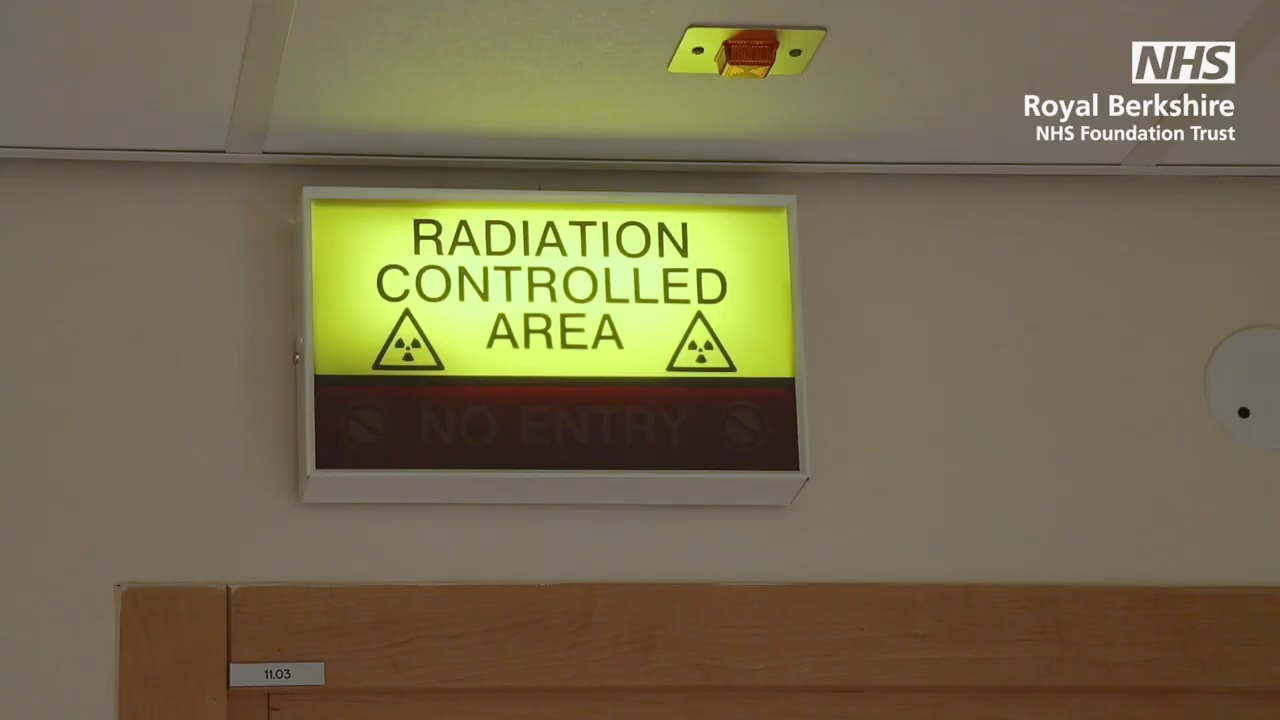 NHS
Royal Berkshire
NHS Foundation Trust
RADIATION
CONTROLLED
AREA
NO ENTRY
11.03